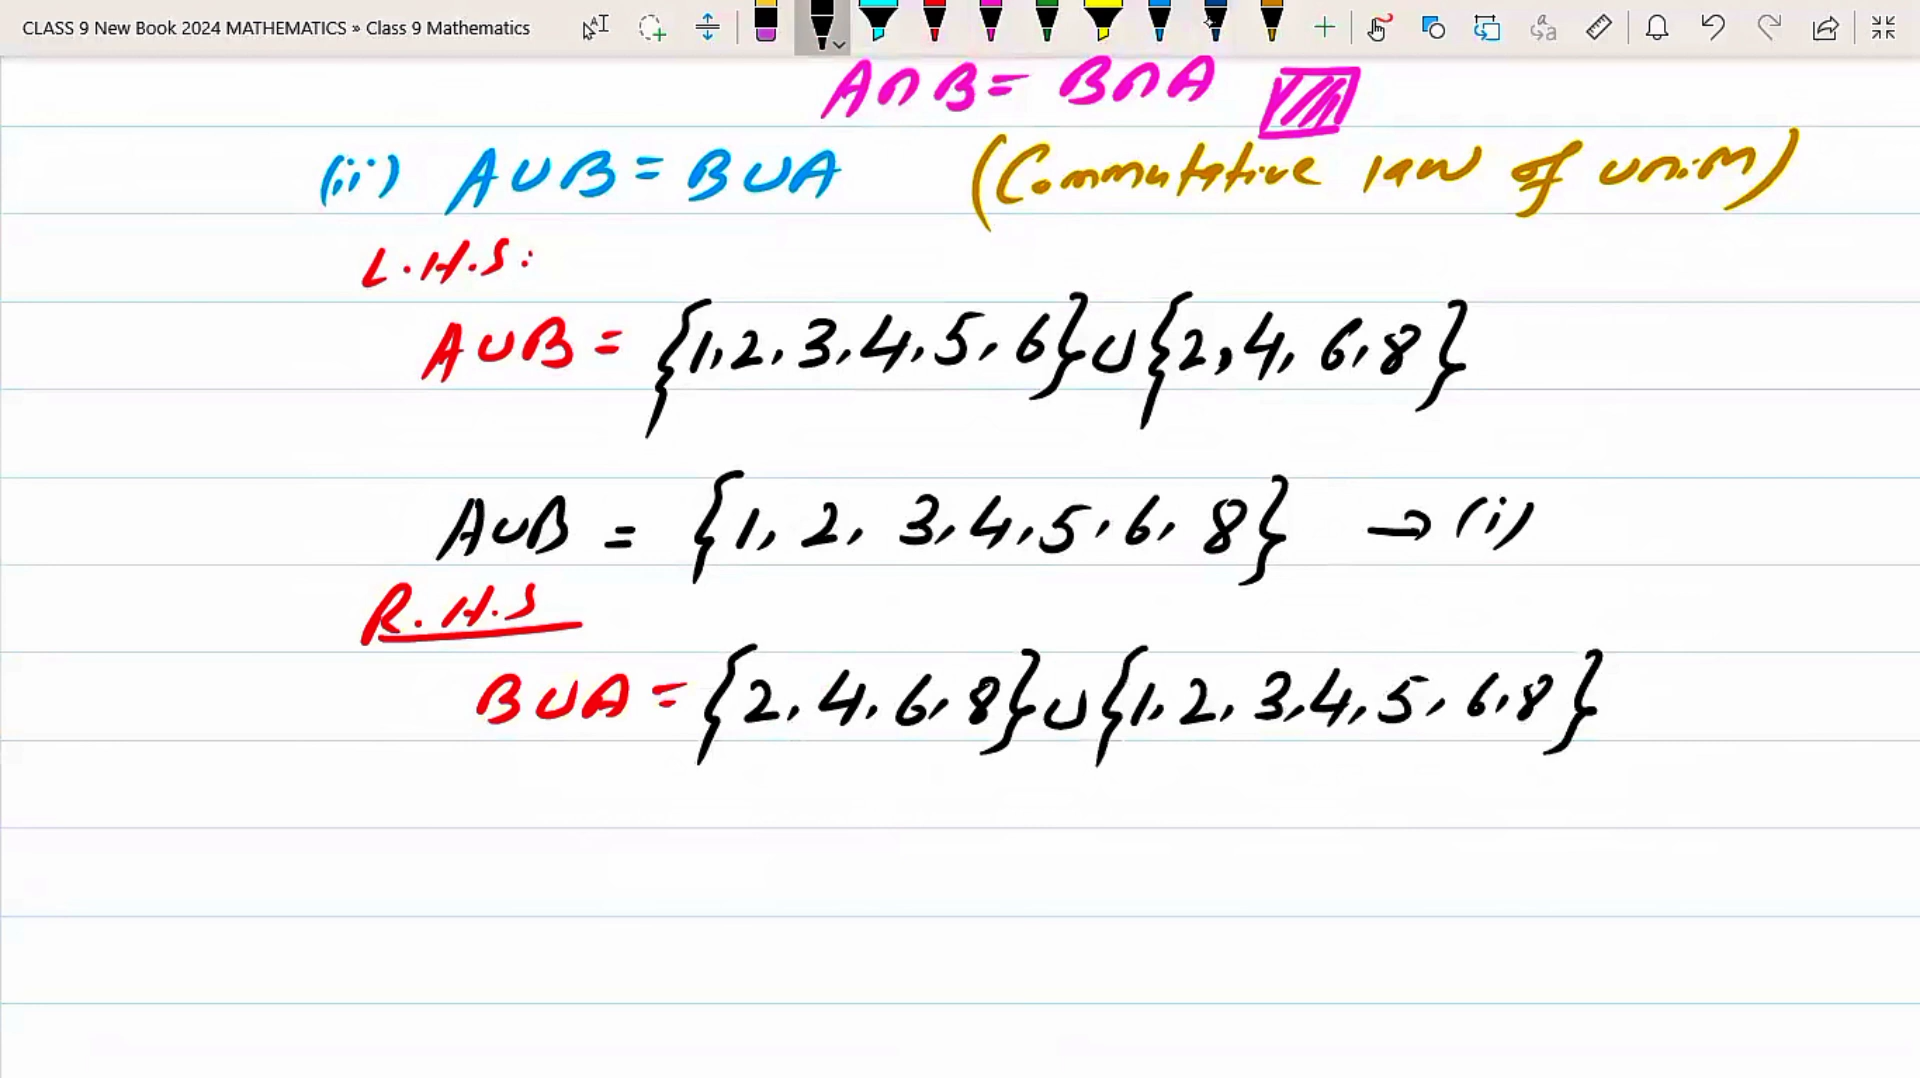 CLASS 9 New Book 2024 MATHEMATICS » Class 9 Mathematics
A∩B = B∩A
(ii) A∪B = B∪A (Commutative law of union)
L.H.S:
A∪B = {1,2,3,4,5,6}∪{2,4,6,8}
A∪B = {1,2,3,4,5,6,8} → (i)
R.H.S
B∪A = {2,4,6,8}∪{1,2,3,4,5,6,8}